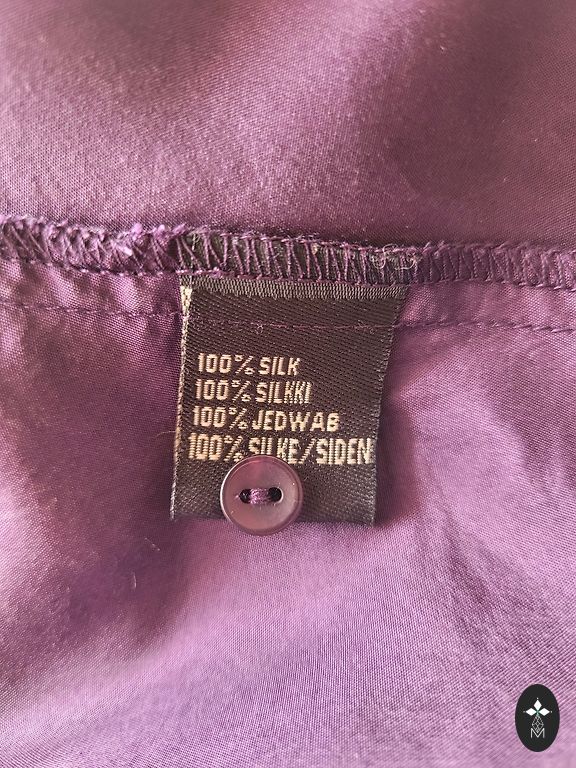 100% SILK
100% SILKKI
100% JEDWAB
100% SILKE/SIDEN
M